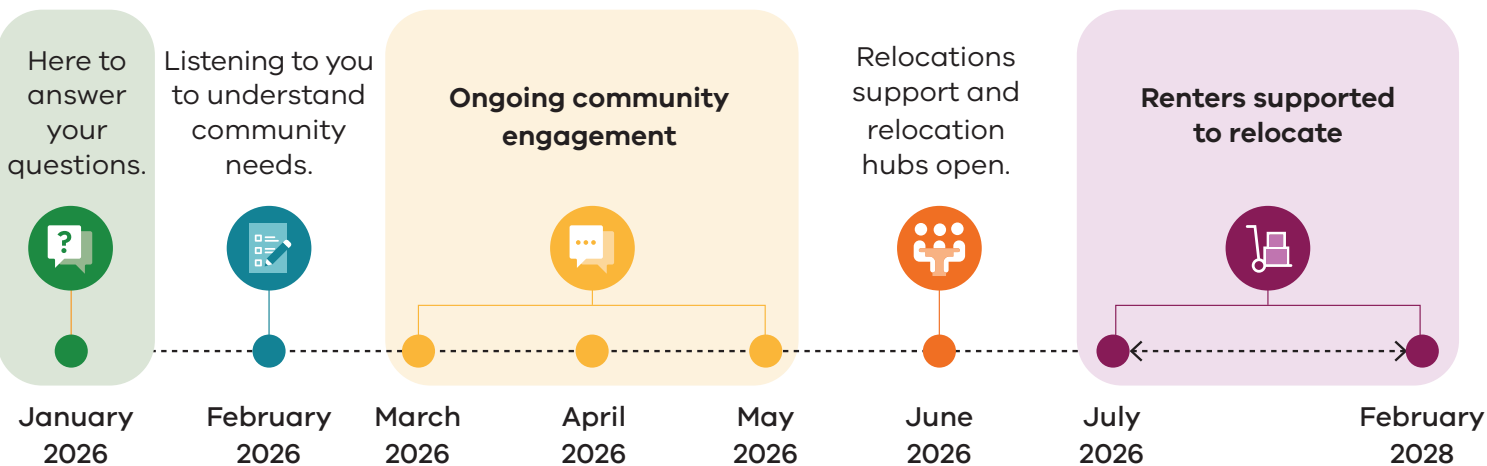 Here to
answer
your
questions.
Listening to you
to understand
community
needs.
Ongoing community
engagement
Relocations
support and
relocation
hubs open.
Renters supported
to relocate
?
January
2026
February
2026
March
2026
April
2026
May
2026
June
2026
July
2026
February
2028